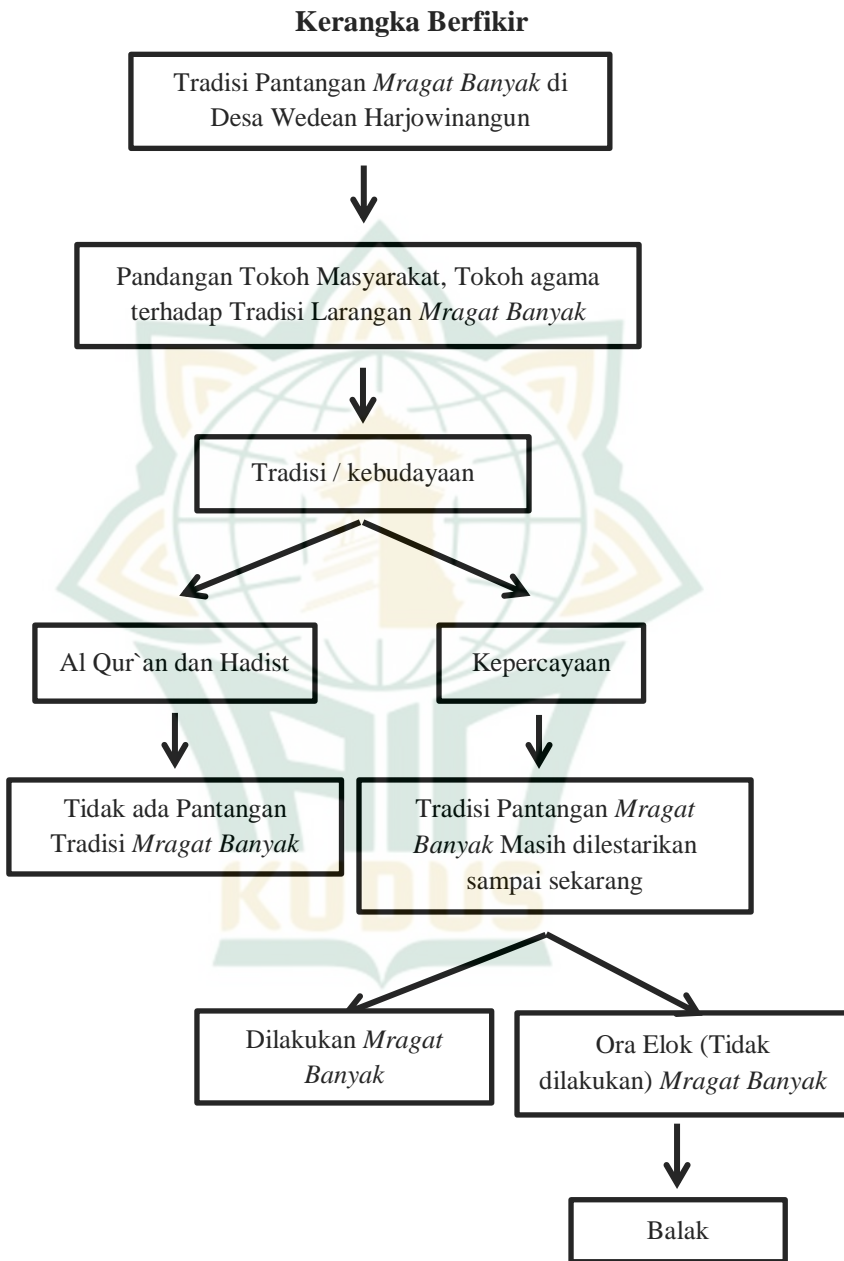 Kerangka Berfikir
Tradisi Pantangan Mragat Banyak di
Desa Wedean Harjowinangun
Pandangan Tokoh Masyarakat, Tokoh agama
terhadap Tradisi Larangan Mragat Banyak
Tradisi / kebudayaan
Al Qur`an dan Hadist
Kepercayaan
Tidak ada Pantangan
Tradisi Mragat Banyak
Tradisi Pantangan Mragat
Banyak Masih dilestarikan
sampai sekarang
KUDUS
Dilakukan Mragat
Banyak
Ora Elok (Tidak
dilakukan) Mragat Banyak
Balak